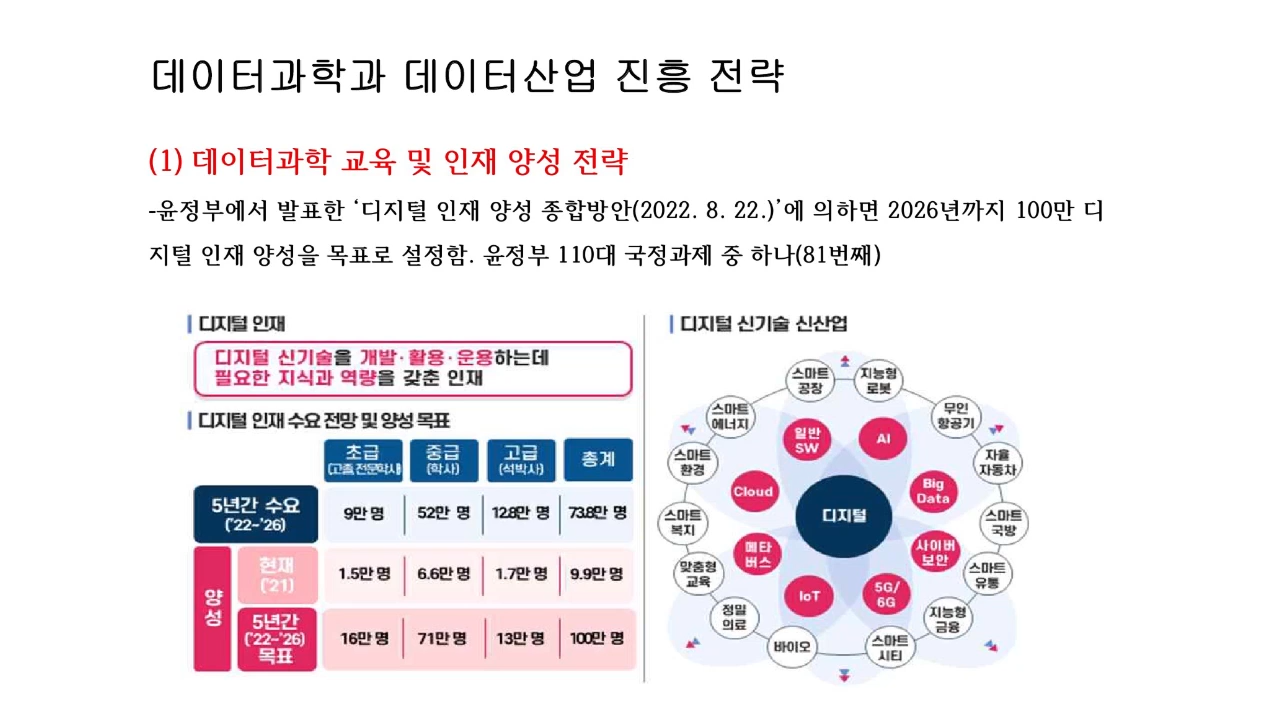 데이터과학과 데이터산업 진흥 전략
(1) 데이터과학 교육 및 인재 양성 전략
-윤정부에서 발표한 ‘디지털 인재 양성 종합방안(2022. 8. 22.)’에 의하면 2026년까지 100만 디
지털 인재 양성을 목표로 설정함. 윤정부 110대 국정과제 중 하나(81번째)
디지털 인재
디지털 신기술을 개발·활용·운용하는데
필요한 지식과 역량을 갖춘 인재
디지털 인재 수요 전망 및 양성 목표
초급 중급 고급 총계
(고졸 전문학사) (학사) (석박사)
5년간 수요
('22~'26)
9만 명 52만 명 12.8만 명 73.8만 명
양성
현재
('21)
1.5만 명 6.6만 명 1.7만 명 9.9만 명
5년간
('22~'26)
목표
16만 명 71만 명 13만 명 100만 명
디지털 신기술 신산업
스마트
공장
지능형
로봇
스마트
에너지
무인
항공기
일반
SW
AI
스마트
환경
자율
자동차
Cloud
Big
Data
스마트
복지
디지털
스마트
국방
메타
버스
사이버
보안
맞춤형
교육
스마트
유통
IoT
5G/
6G
정밀
의료
지능형
금융
바이오
스마트
시티